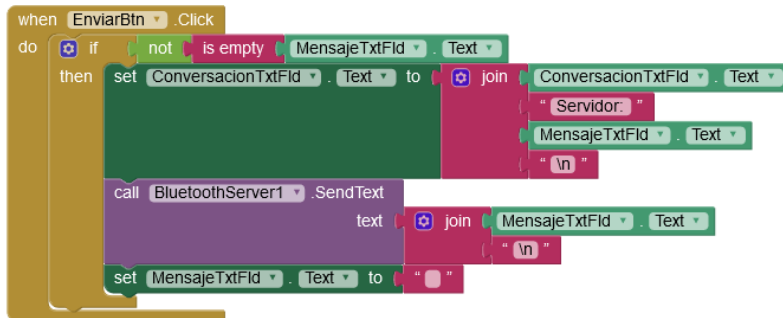 when EnviarBtn .Click
do if not is empty MensajeTxtFld . Text
then set ConversacionTxtFld . Text to join ConversacionTxtFld . Text
" Servidor: "
MensajeTxtFld . Text
" \n "
call BluetoothServer1 .SendText
text join MensajeTxtFld . Text
" \n "
set MensajeTxtFld . Text to " "